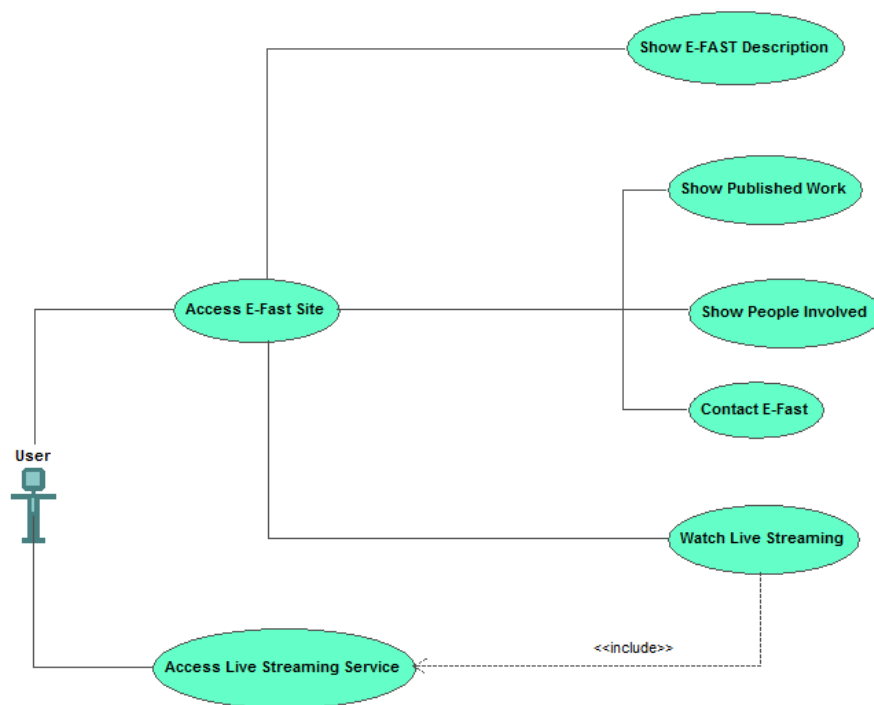 Show E-FAST Description
Show Published Work
Access E-Fast Site
Show People Involved
Contact E-Fast
User
Watch Live Streaming
<<include>>
Access Live Streaming Service